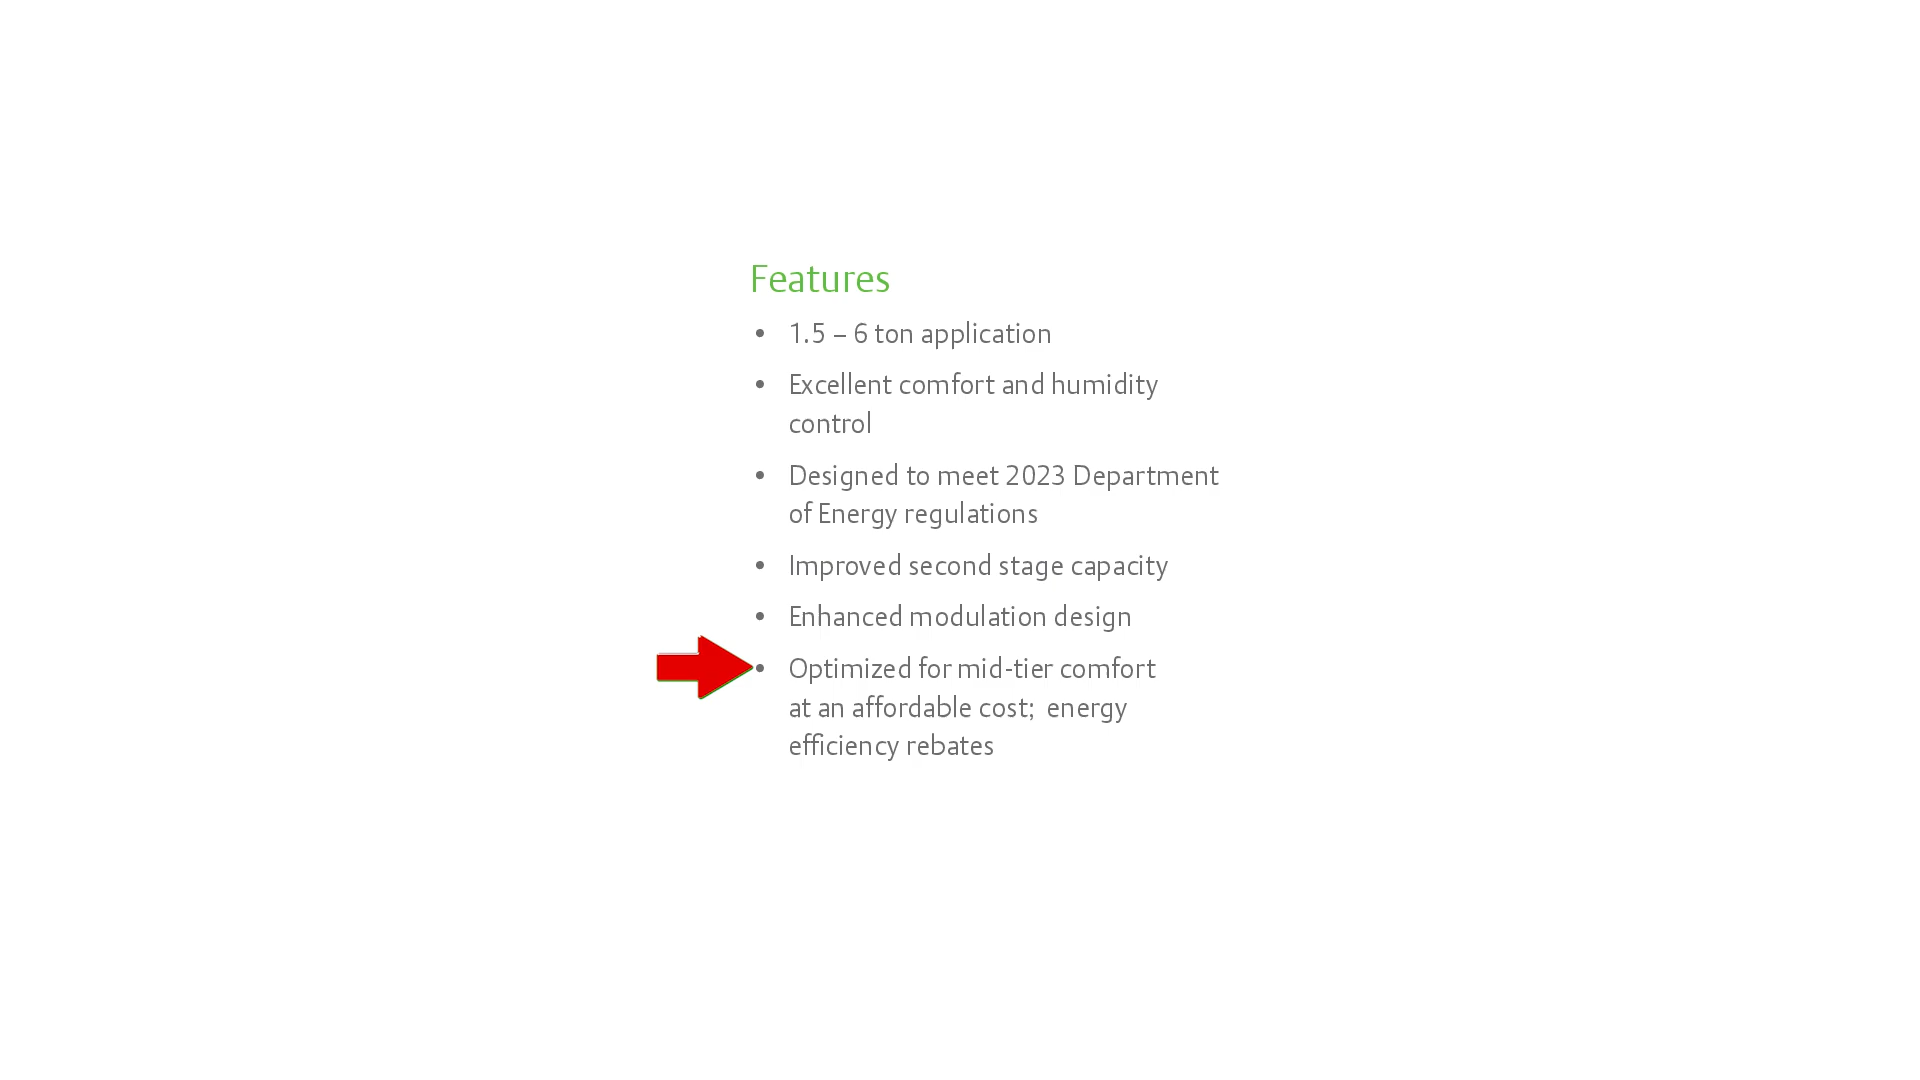 Features
• 1.5 – 6 ton application
• Excellent comfort and humidity
control
• Designed to meet 2023 Department
of Energy regulations
• Improved second stage capacity
• Enhanced modulation design
• Optimized for mid-tier comfort
at an affordable cost;  energy
efficiency rebates